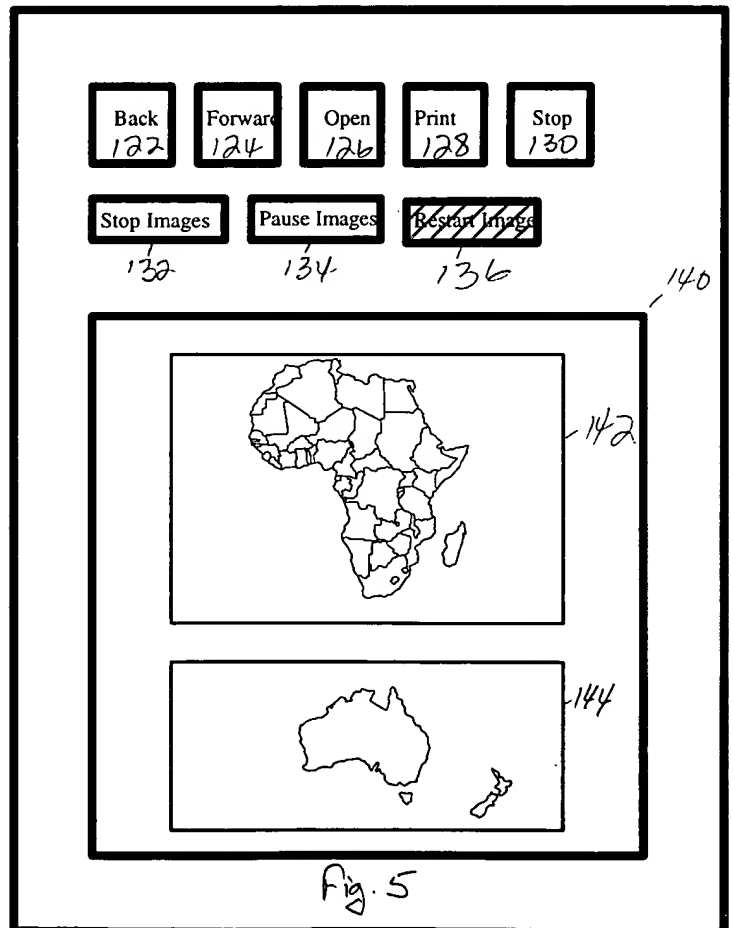 Back Forward Open Print Stop
122 124 126 128 130
Stop Images Pause Images Restart Image
132 134 136
140
142
144
Fig. 5